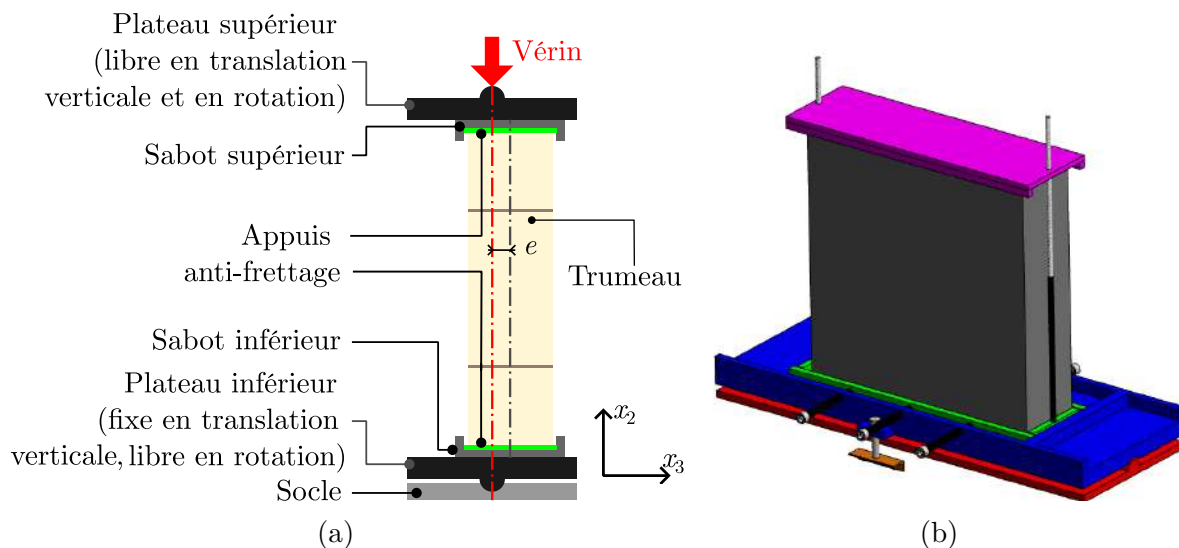 Plateau supérieur
(libre en translation
verticale et en rotation)
Vérin
Sabot supérieur
Appuis
anti-frettage
e
Trumeau
Sabot inférieur
Plateau inférieur
(fixe en translation
verticale, libre en rotation)
Socle
x₂
x₃
(a)
(b)